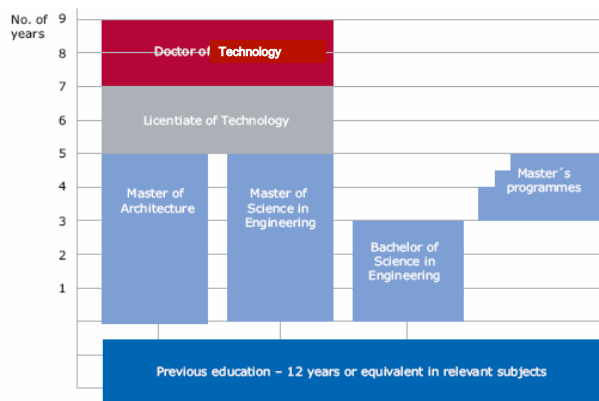 No. of
years
9
8
7
6
5
4
3
2
1
Doctor of Technology
Licentiate of Technology
Master of
Architecture
Master of
Science in
Engineering
Bachelor of
Science in
Engineering
Master´s
programmes
Previous education – 12 years or equivalent in relevant subjects